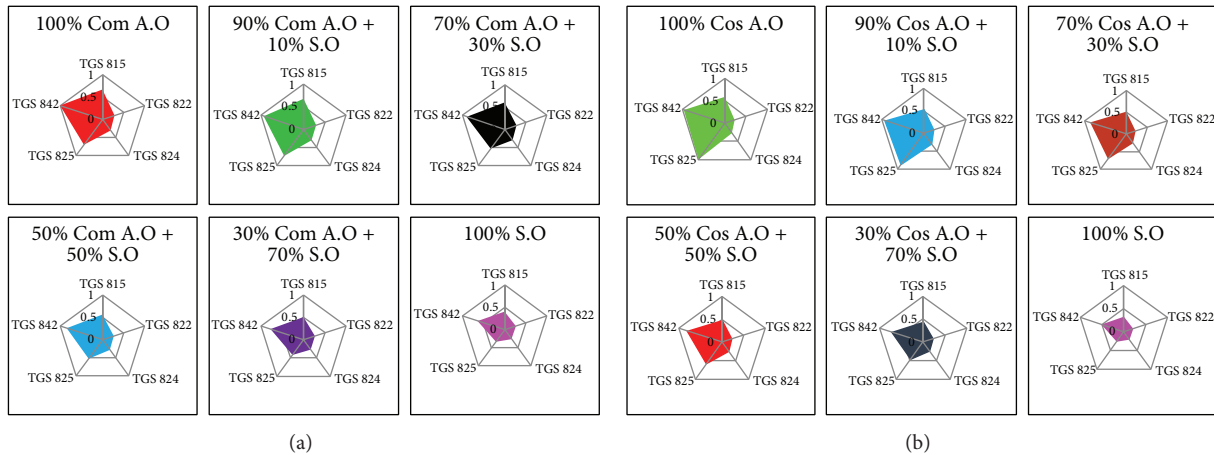 100% Com A.O
TGS 815
1
0.5
0
TGS 842
TGS 822
TGS 825
TGS 824
90% Com A.O +
10% S.O
TGS 815
1
0.5
0
TGS 842
TGS 822
TGS 825
TGS 824
70% Com A.O +
30% S.O
TGS 815
1
0.5
0
TGS 842
TGS 822
TGS 825
TGS 824
50% Com A.O +
50% S.O
TGS 815
1
0.5
0
TGS 842
TGS 822
TGS 825
TGS 824
30% Com A.O +
70% S.O
TGS 815
1
0.5
0
TGS 842
TGS 822
TGS 825
TGS 824
100% S.O
TGS 815
1
0.5
0
TGS 842
TGS 822
TGS 825
TGS 824
(a)
100% Cos A.O
TGS 815
1
0.5
0
TGS 842
TGS 822
TGS 825
TGS 824
90% Cos A.O +
10% S.O
TGS 815
1
0.5
0
TGS 842
TGS 822
TGS 825
TGS 824
70% Cos A.O +
30% S.O
TGS 815
1
0.5
0
TGS 842
TGS 822
TGS 825
TGS 824
50% Cos A.O +
50% S.O
TGS 815
1
0.5
0
TGS 842
TGS 822
TGS 825
TGS 824
30% Cos A.O +
70% S.O
TGS 815
1
0.5
0
TGS 842
TGS 822
TGS 825
TGS 824
100% S.O
TGS 815
1
0.5
0
TGS 842
TGS 822
TGS 825
TGS 824
(b)